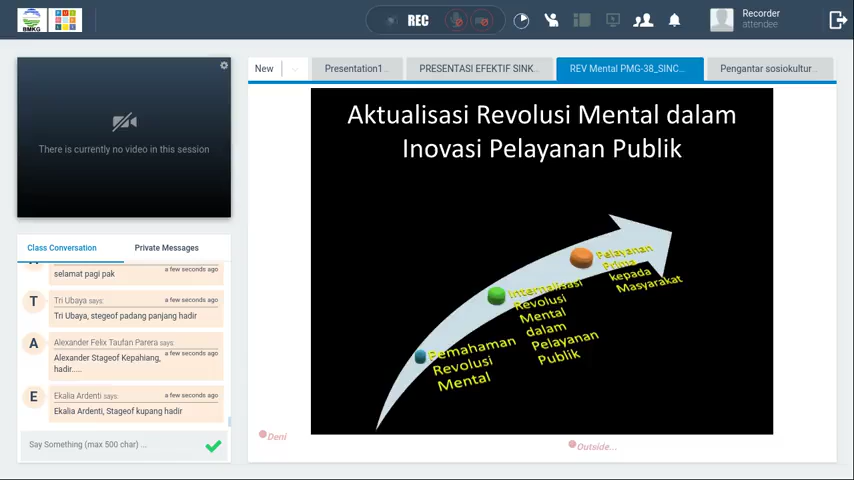 BMKG
REC
Recorder
attendee
New
Presentation1..
PRESENTASI EFEKTIF SINK..
REV Mental PMG-38_SINC...
Pengantar sosiokultur...
There is currently no video in this session
Aktualisasi Revolusi Mental dalam
Inovasi Pelayanan Publik
Pelayanan
Prima
kepada
Masyarakat
Internalisasi
Revolusi
Mental
dalam
Pelayanan
Publik
Pemahaman
Revolusi
Mental
Class Conversation
Private Messages
selamat pagi pak
a few seconds ago
T
Tri Ubaya says:
a few seconds ago
Tri Ubaya, stegeof padang panjang hadir
A
Alexander Felix Taufan Parera says:
Alexander Stageof Kepahiang,
a few seconds ago
hadir.....
E
Ekalia Ardenti says:
a few seconds ago
Ekalia Ardenti, Stageof kupang hadir
Say Something (max 500 char) ...
Deni
Outside...